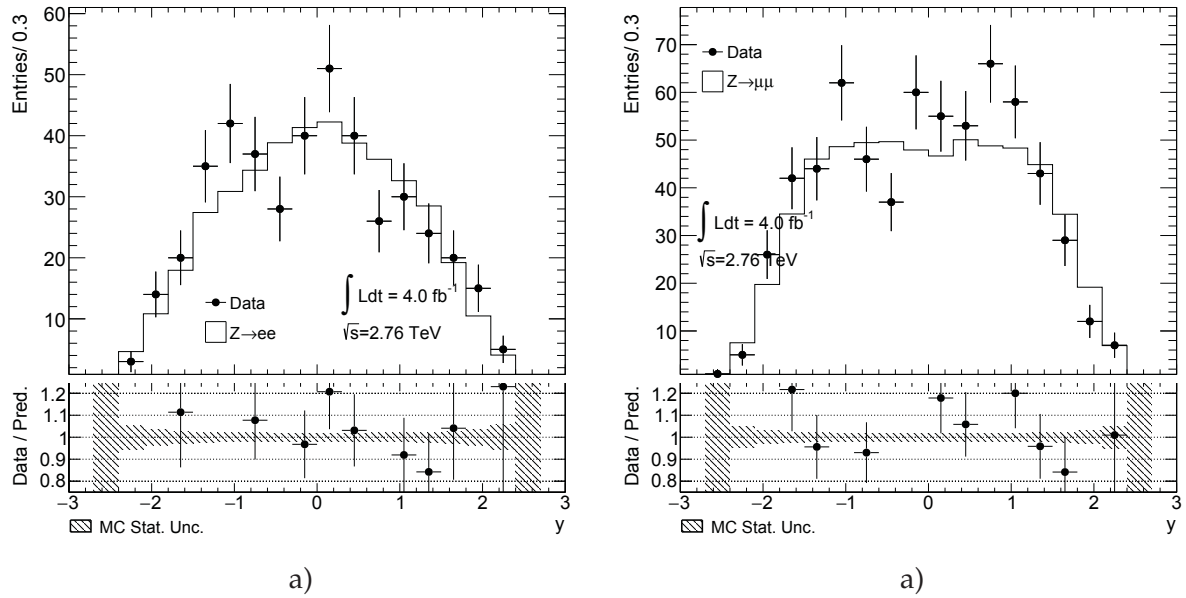 Entries/ 0.3
60
50
40
30
20
10
Data
Z→ee
∫ Ldt = 4.0 fb⁻¹
√s=2.76 TeV
Data / Pred.
1.2
1.1
1
0.9
0.8
−3 −2 −1 0 1 2 3
y
MC Stat. Unc.
a)
Entries/ 0.3
70
60
50
40
30
20
10
Data
Z→μμ
∫ Ldt = 4.0 fb⁻¹
√s=2.76 TeV
Data / Pred.
1.2
1.1
1
0.9
0.8
−3 −2 −1 0 1 2 3
y
MC Stat. Unc.
a)